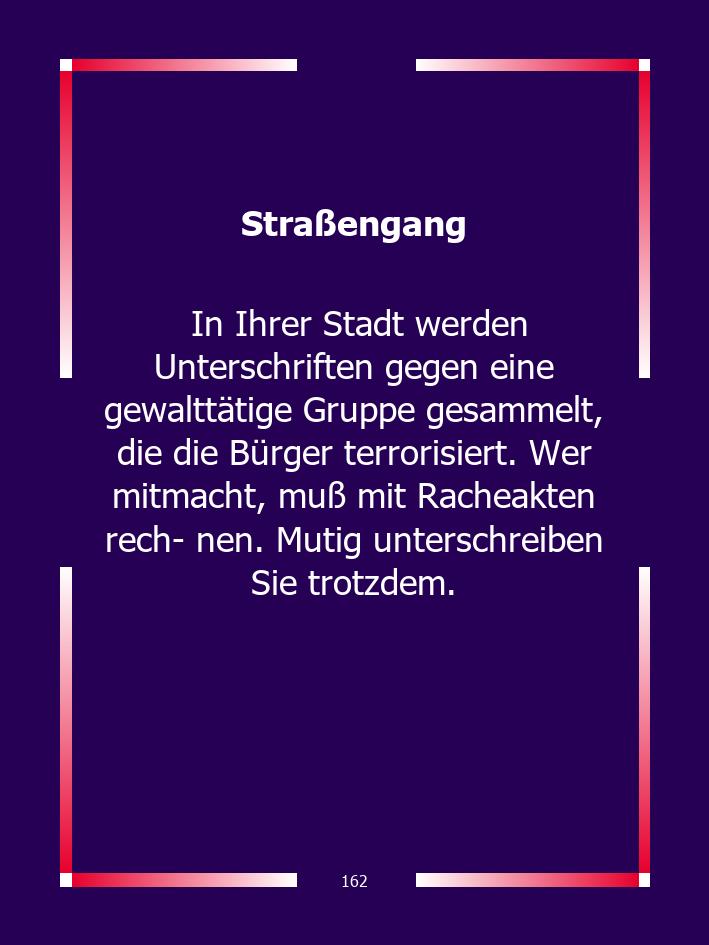 Straßengang
In Ihrer Stadt werden
Unterschriften gegen eine
gewalttätige Gruppe gesammelt,
die die Bürger terrorisiert. Wer
mitmacht, muß mit Racheakten
rech- nen. Mutig unterschreiben
Sie trotzdem.
162